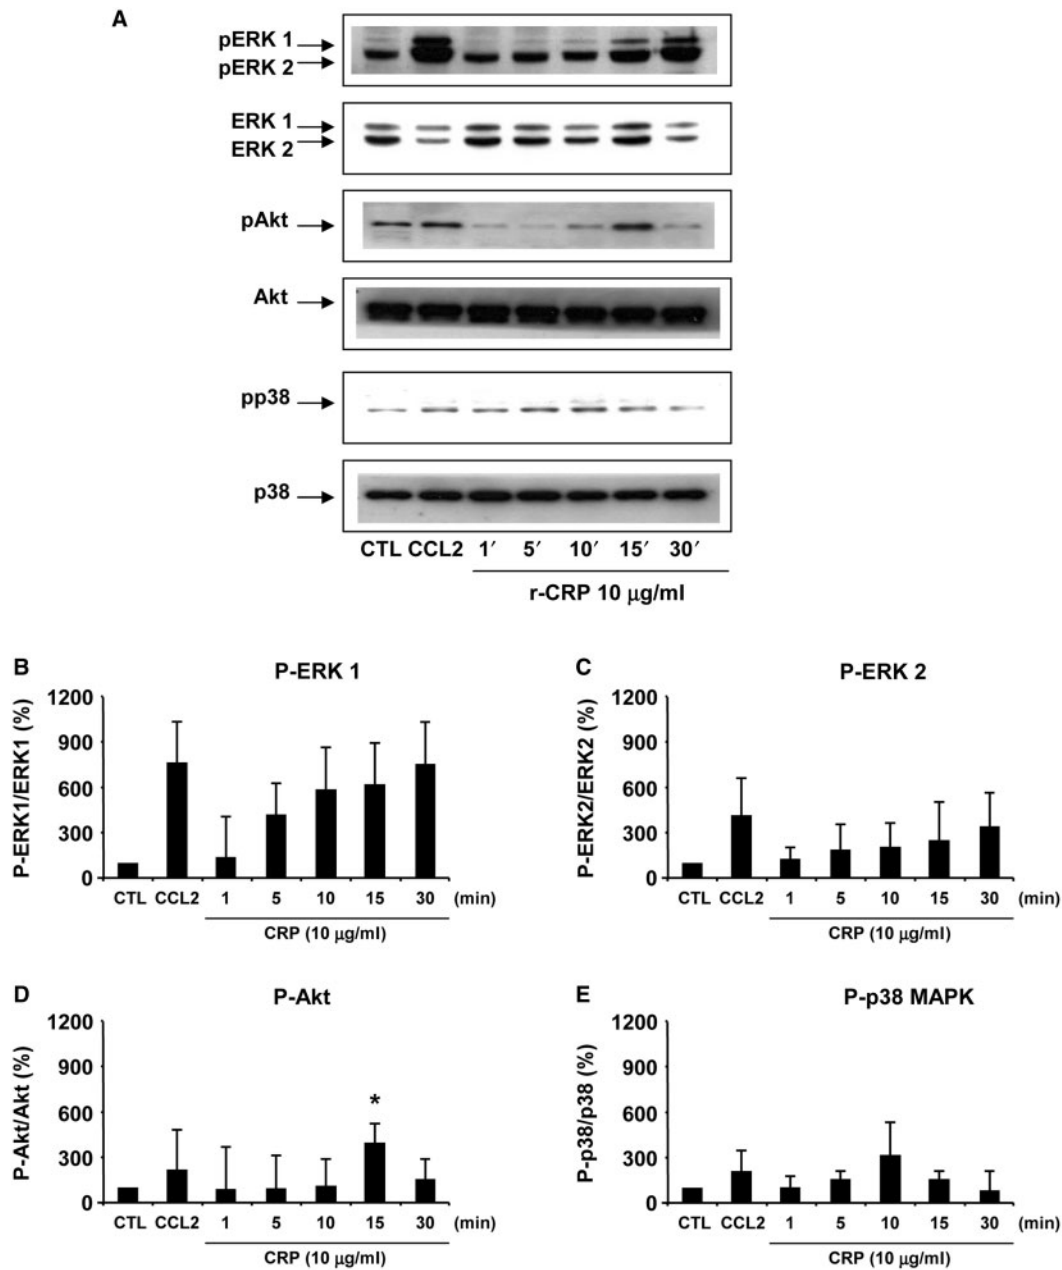 A
pERK 1
pERK 2
ERK 1
ERK 2
pAkt
Akt
pp38
p38
CTL CCL2 1′ 5′ 10′ 15′ 30′
r-CRP 10 μg/ml
B
P-ERK 1
P-ERK1/ERK1 (%)
1200
900
600
300
0
CTL CCL2 1 5 10 15 30 (min)
CRP (10 μg/ml)
C
P-ERK 2
P-ERK2/ERK2 (%)
1200
900
600
300
0
CTL CCL2 1 5 10 15 30 (min)
CRP (10 μg/ml)
D
P-Akt
P-Akt/Akt (%)
1200
900
600
300
0
*
CTL CCL2 1 5 10 15 30 (min)
CRP (10 μg/ml)
E
P-p38 MAPK
P-p38/p38 (%)
1200
900
600
300
0
CTL CCL2 1 5 10 15 30 (min)
CRP (10 μg/ml)